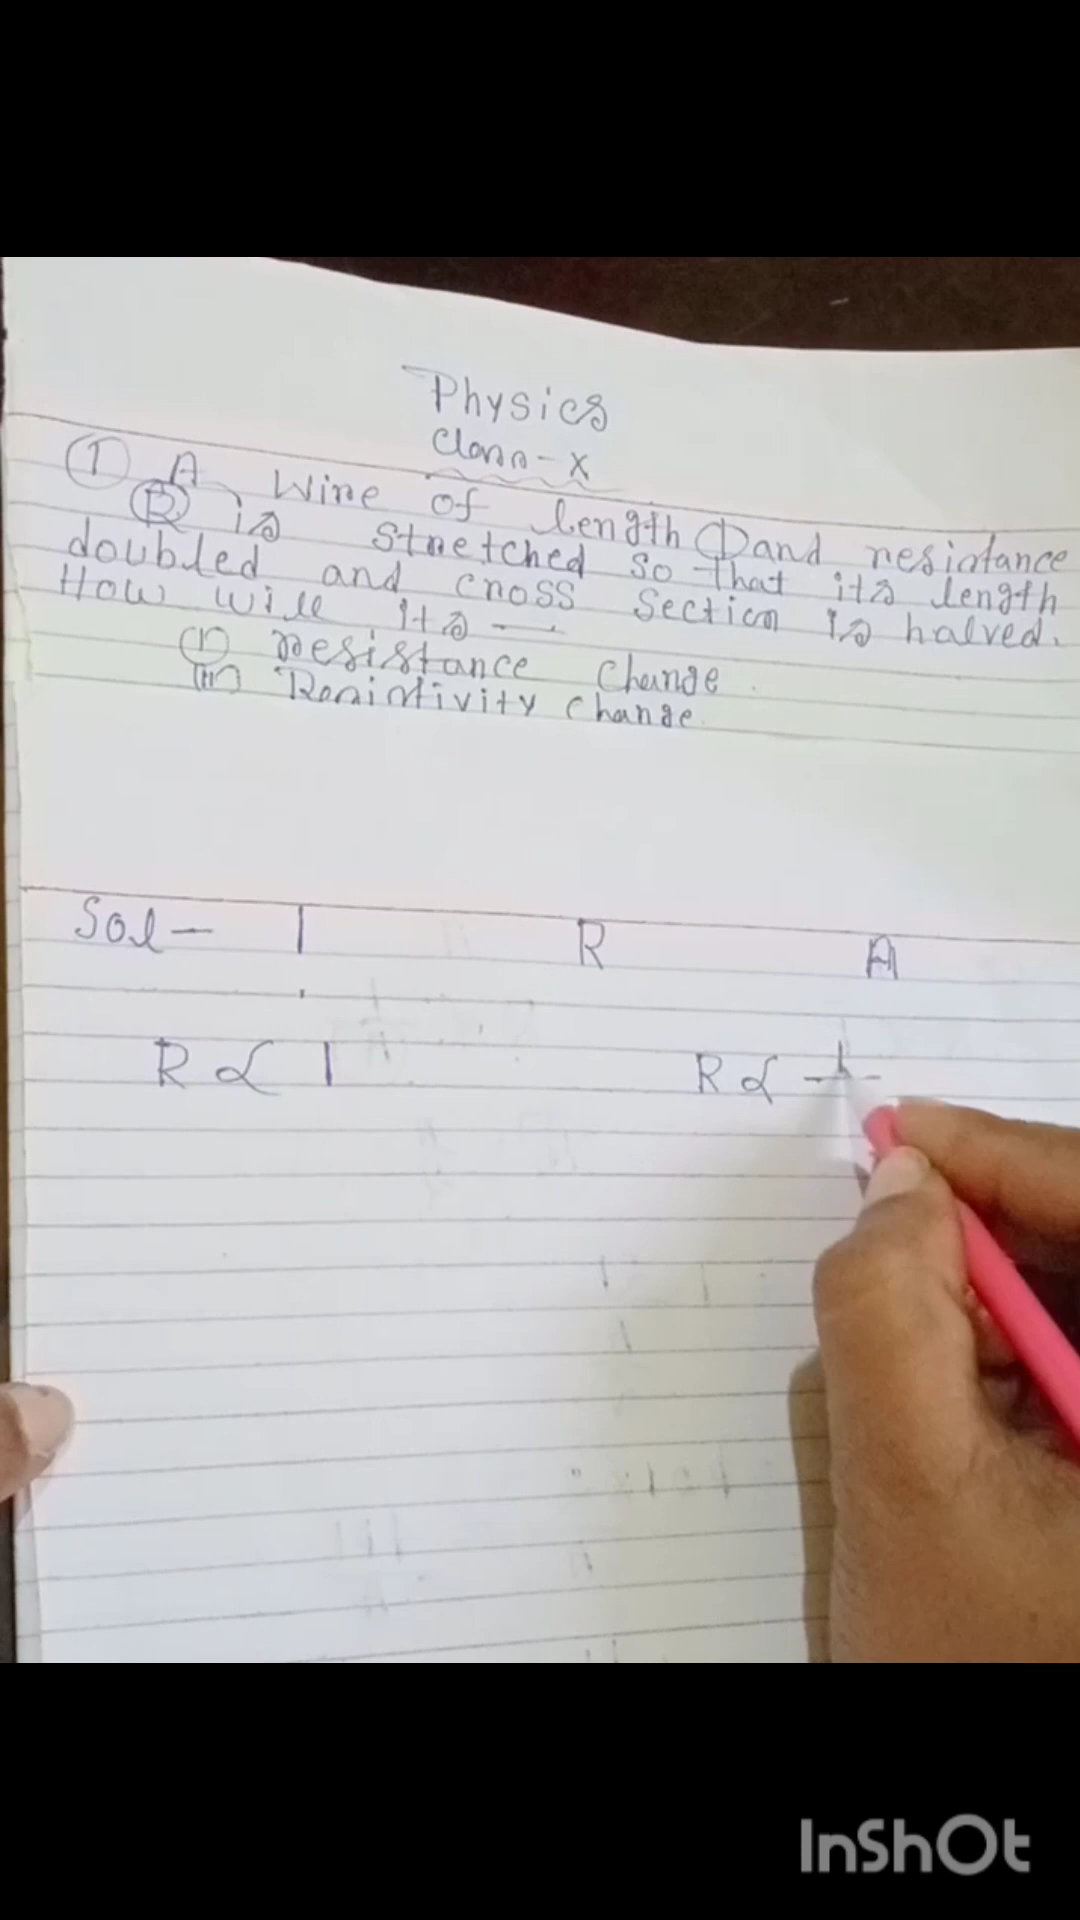 Physics
Class-X
① A wire of length ⓛ and resistance
Ⓡ is stretched so that its length
doubled and cross section is halved.
How will its —
(i) resistance change.
(ii) Resistivity change.
Sol – l R A
R ∝ l R ∝ 1
InShOt